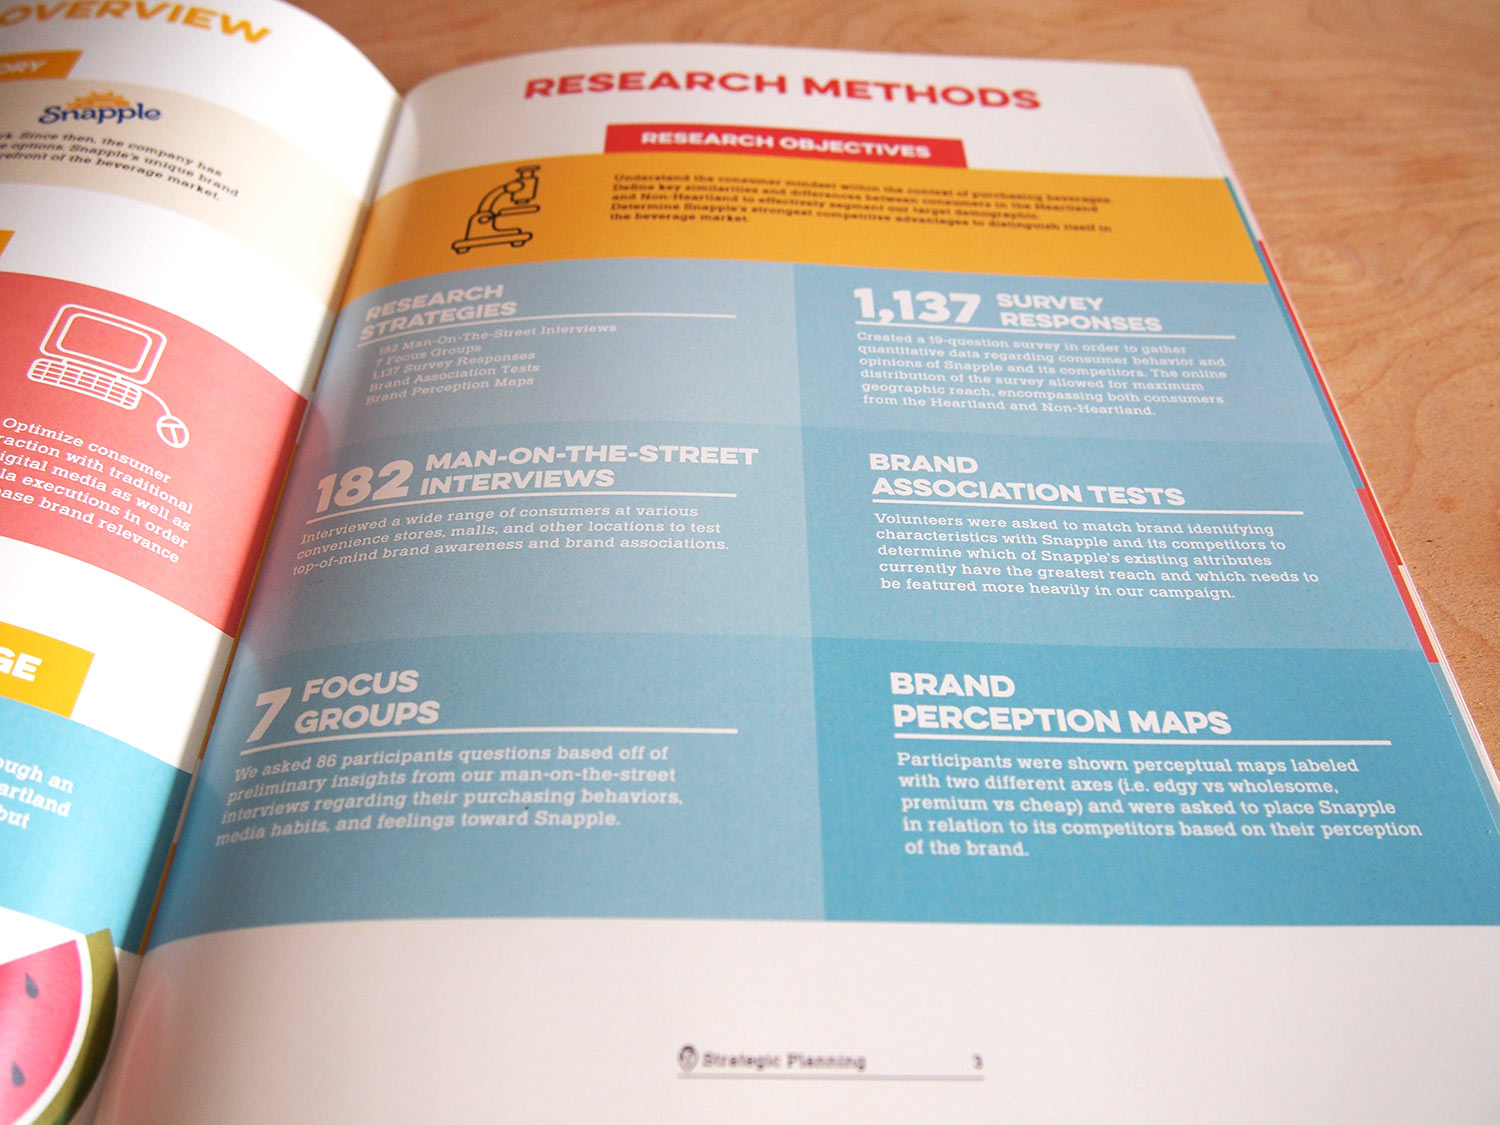 OVERVIEW
ORY
Snapple
Since then, the company has
options. Snapple's unique brand
refront of the beverage market.
Optimize consumer
raction with traditional
igital media as well as
ia executions in order
ease brand relevance
GE
ough an
artland
but
RESEARCH METHODS
RESEARCH OBJECTIVES
Understand the consumer mindset within the context of purchasing beverages.
Define key similarities and differences between consumers in the Heartland
and Non-Heartland to effectively segment our target demographic.
Determine Snapple's strongest competitive advantages to distinguish itself in
the beverage market.
RESEARCH
STRATEGIES
182 Man-On-The-Street Interviews
7 Focus Groups
1,137 Survey Responses
Brand Association Tests
Brand Perception Maps
1,137 SURVEY
RESPONSES
Created a 19-question survey in order to gather
quantitative data regarding consumer behavior and
opinions of Snapple and its competitors. The online
distribution of the survey allowed for maximum
geographic reach, encompassing both consumers
from the Heartland and Non-Heartland.
182 MAN-ON-THE-STREET
INTERVIEWS
Interviewed a wide range of consumers at various
convenience stores, malls, and other locations to test
top-of-mind brand awareness and brand associations.
BRAND
ASSOCIATION TESTS
Volunteers were asked to match brand identifying
characteristics with Snapple and its competitors to
determine which of Snapple's existing attributes
currently have the greatest reach and which needs to
be featured more heavily in our campaign.
7 FOCUS
GROUPS
We asked 86 participants questions based off of
preliminary insights from our man-on-the-street
interviews regarding their purchasing behaviors,
media habits, and feelings toward Snapple.
BRAND
PERCEPTION MAPS
Participants were shown perceptual maps labeled
with two different axes (i.e. edgy vs wholesome,
premium vs cheap) and were asked to place Snapple
in relation to its competitors based on their perception
of the brand.
Strategic Planning 3